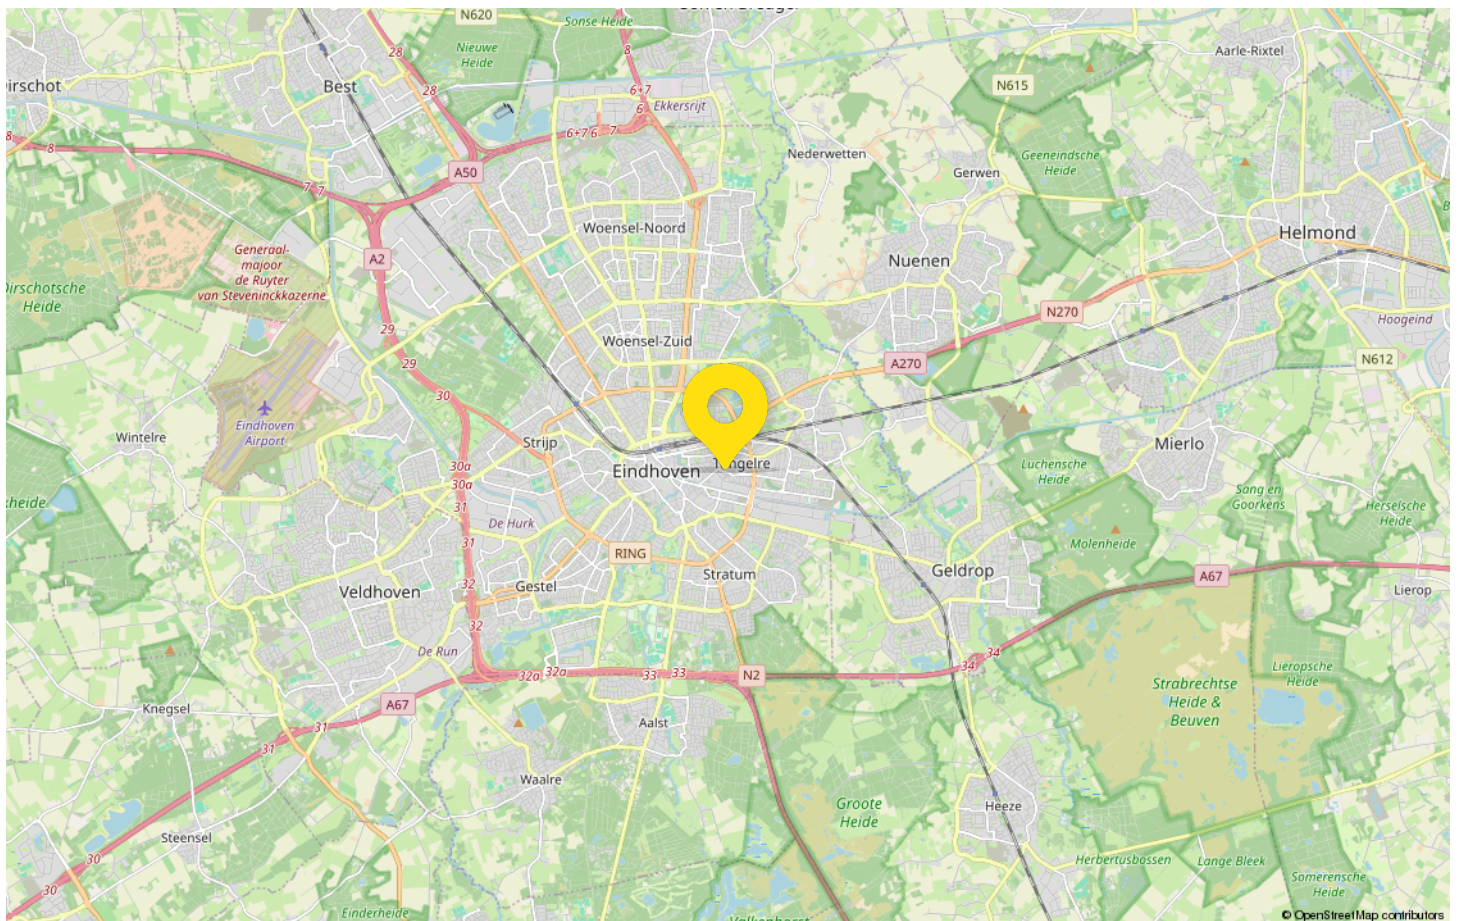 N620
Sonse Heide
28
8
Nieuwe
Heide
Aarle-Rixtel
Best
28
6+7
N615
6
Ekkersrijt
8
8
6+7 6
7
Nederwetten
Geeneindsche
Heide
A50
Gerwen
7
7
Woensel-Noord
Helmond
Generaal-
majoor
de Ruyter
van Steveninckkazerne
A2
Nuenen
Heide
N270
Hoogeind
29
Woensel-Zuid
29
A270
N612
30
Eindhoven
Airport
Wintelre
Strijp
Mierlo
30a
Eindhoven
30a
Luchensche
Heide
Sang en
Goorkens
31
Herselsche
Heide
De Hurk
31
Molenheide
RING
Geldrop
Stratum
A67
32
Gestel
Veldhoven
Lierop
32
De Run
34
34
Lieropsche
Heide
32a
32a
33
33
N2
Strabrechtse
Heide &
Beuven
Knegsel
A67
31
Aalst
31
Waalre
Groote
Heide
Heeze
Steensel
30
Herbertusbossen
Lange Bleek
30
Somerensche
Heide
Einderheide
© OpenStreetMap contributors